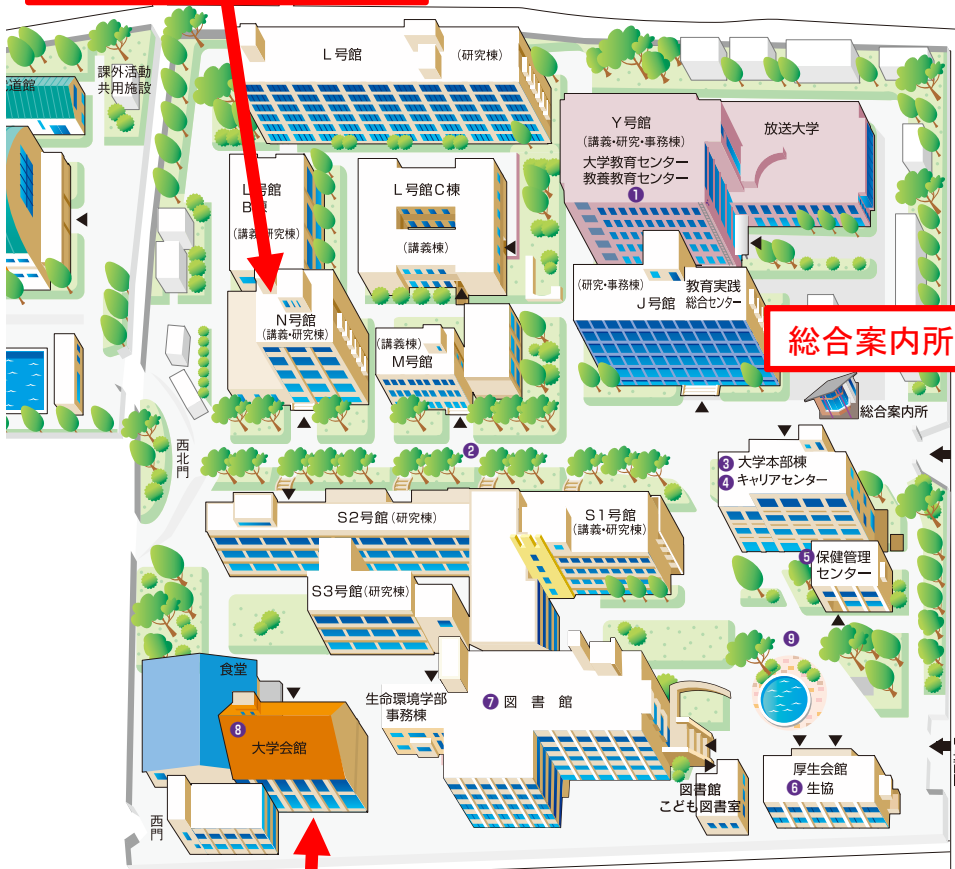 L号館
(研究棟)
課外活動
共用施設
道館
Y号館
(講義・研究・事務棟)
大学教育センター
教養教育センター
❶
放送大学
L号館
B棟
(講義・研究棟)
L号館C棟
(講義棟)
(研究・事務棟)
J号館
教育実践
総合センター
N号館
(講義・研究棟)
(講義棟)
M号館
総合案内所
総合案内所
西北門
❷
❸ 大学本部棟
❹ キャリアセンター
S2号館(研究棟)
S1号館
(講義・研究棟)
❺ 保健管理
センター
S3号館(研究棟)
❾
食堂
生命環境学部
事務棟
❼ 図書館
❽
大学会館
厚生会館
❻ 生協
図書館
こども図書室
西門